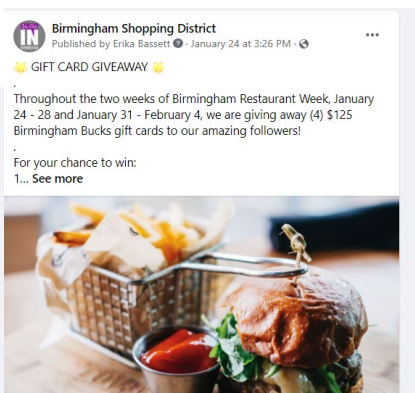 IN
Birmingham Shopping District
Published by Erika Bassett ? · January 24 at 3:26 PM ·
GIFT CARD GIVEAWAY
.
Throughout the two weeks of Birmingham Restaurant Week, January
24 - 28 and January 31 - February 4, we are giving away (4) $125
Birmingham Bucks gift cards to our amazing followers!
.
For your chance to win:
1... See more